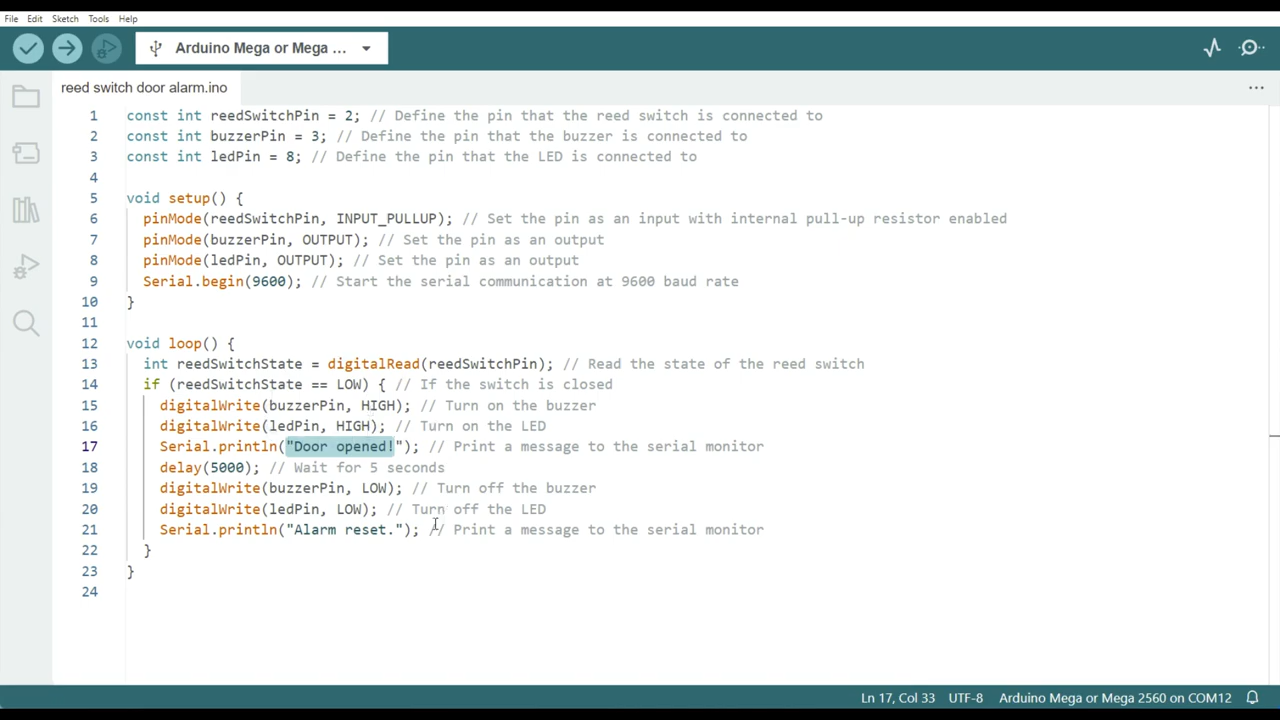 File Edit Sketch Tools Help
Arduino Mega or Mega ...
reed switch door alarm.ino
1 const int reedSwitchPin = 2; // Define the pin that the reed switch is connected to
2 const int buzzerPin = 3; // Define the pin that the buzzer is connected to
3 const int ledPin = 8; // Define the pin that the LED is connected to
4
5 void setup() {
6 pinMode(reedSwitchPin, INPUT_PULLUP); // Set the pin as an input with internal pull-up resistor enabled
7 pinMode(buzzerPin, OUTPUT); // Set the pin as an output
8 pinMode(ledPin, OUTPUT); // Set the pin as an output
9 Serial.begin(9600); // Start the serial communication at 9600 baud rate
10 }
11
12 void loop() {
13 int reedSwitchState = digitalRead(reedSwitchPin); // Read the state of the reed switch
14 if (reedSwitchState == LOW) { // If the switch is closed
15 digitalWrite(buzzerPin, HIGH); // Turn on the buzzer
16 digitalWrite(ledPin, HIGH); // Turn on the LED
17 Serial.println("Door opened!"); // Print a message to the serial monitor
18 delay(5000); // Wait for 5 seconds
19 digitalWrite(buzzerPin, LOW); // Turn off the buzzer
20 digitalWrite(ledPin, LOW); // Turn off the LED
21 Serial.println("Alarm reset."); // Print a message to the serial monitor
22 }
23 }
24
Ln 17, Col 33 UTF-8 Arduino Mega or Mega 2560 on COM12